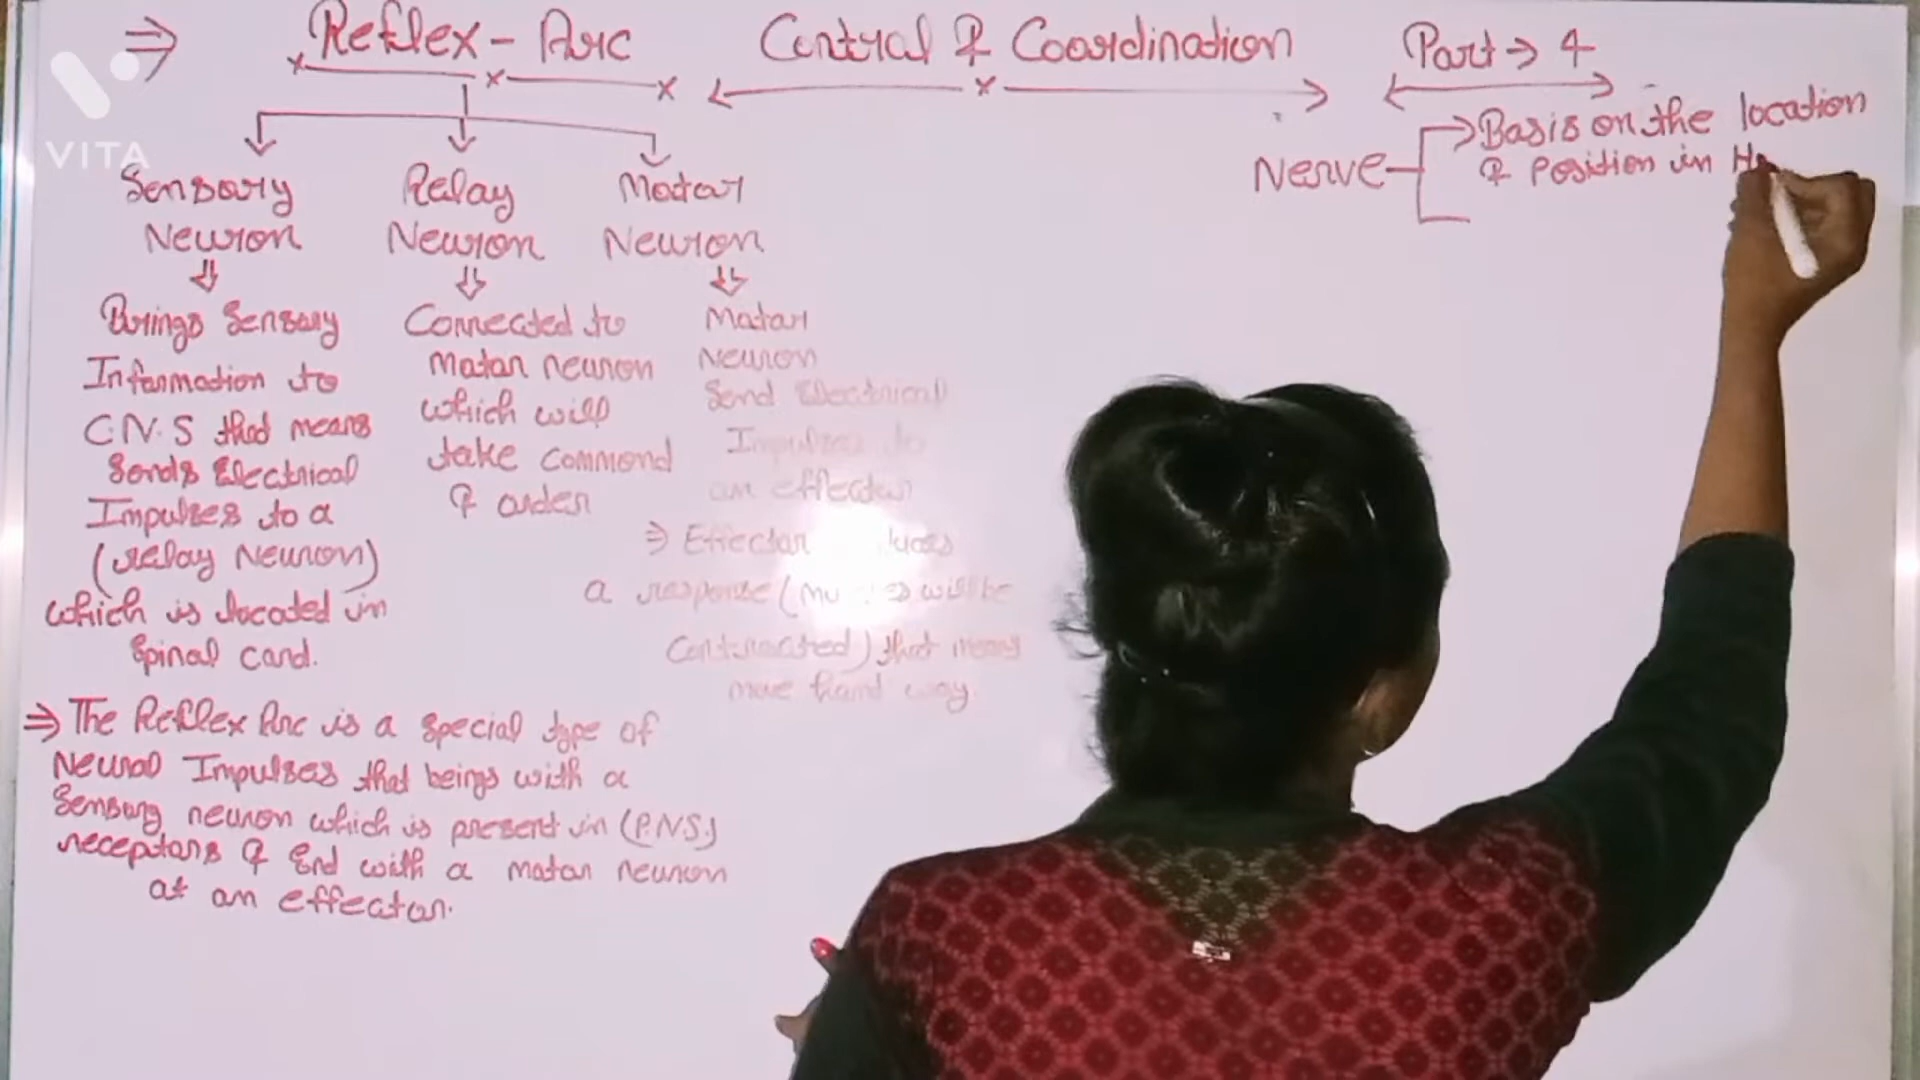 ⇒ Reflex-Arc
Control & Coordination
Part → 4
VITA
Sensory Neuron
Relay Neuron
Motor Neuron
Brings Sensory
Information to
C.N.S that means
Sends Electrical
Impulses to a
(relay Neuron)
which is located in
Spinal cord.
Connected to
motor neuron
which will
take command
& order
Motor
Neuron
Send Electrical
Impulses to
an effector
⇒ Effector
a response ( will be
Contracted) that means
move hand way
⇒ The Reflex Arc is a special type of
Neural Impulses that beings with a
Sensory neuron which is present in (P.N.S.)
receptors & End with a motor neuron
at an effector.
Nerve
→ Basis on the location
& Position in